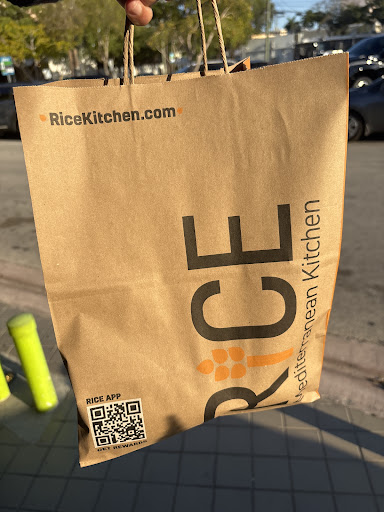 RiceKitchen.com
RICE
Mediterranean Kitchen
RICE APP
GET REWARDS